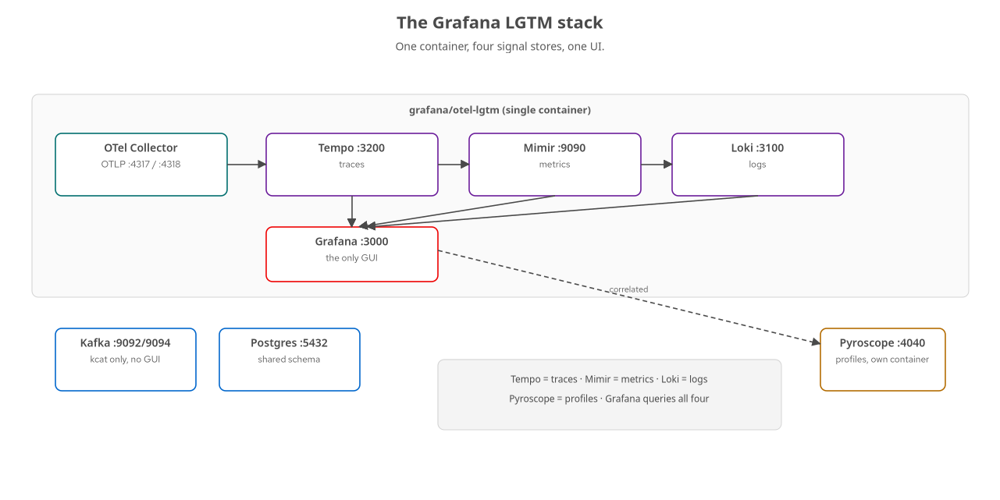 The Grafana LGTM stack
One container, four signal stores, one UI.
grafana/otel-lgtm (single container)
OTel Collector
OTLP :4317 / :4318
Tempo :3200
traces
Mimir :9090
metrics
Loki :3100
logs
Grafana :3000
the only GUI
correlated
Kafka :9092/9094
kcat only, no GUI
Postgres :5432
shared schema
Pyroscope :4040
profiles, own container
Tempo = traces · Mimir = metrics · Loki = logs
Pyroscope = profiles · Grafana queries all four